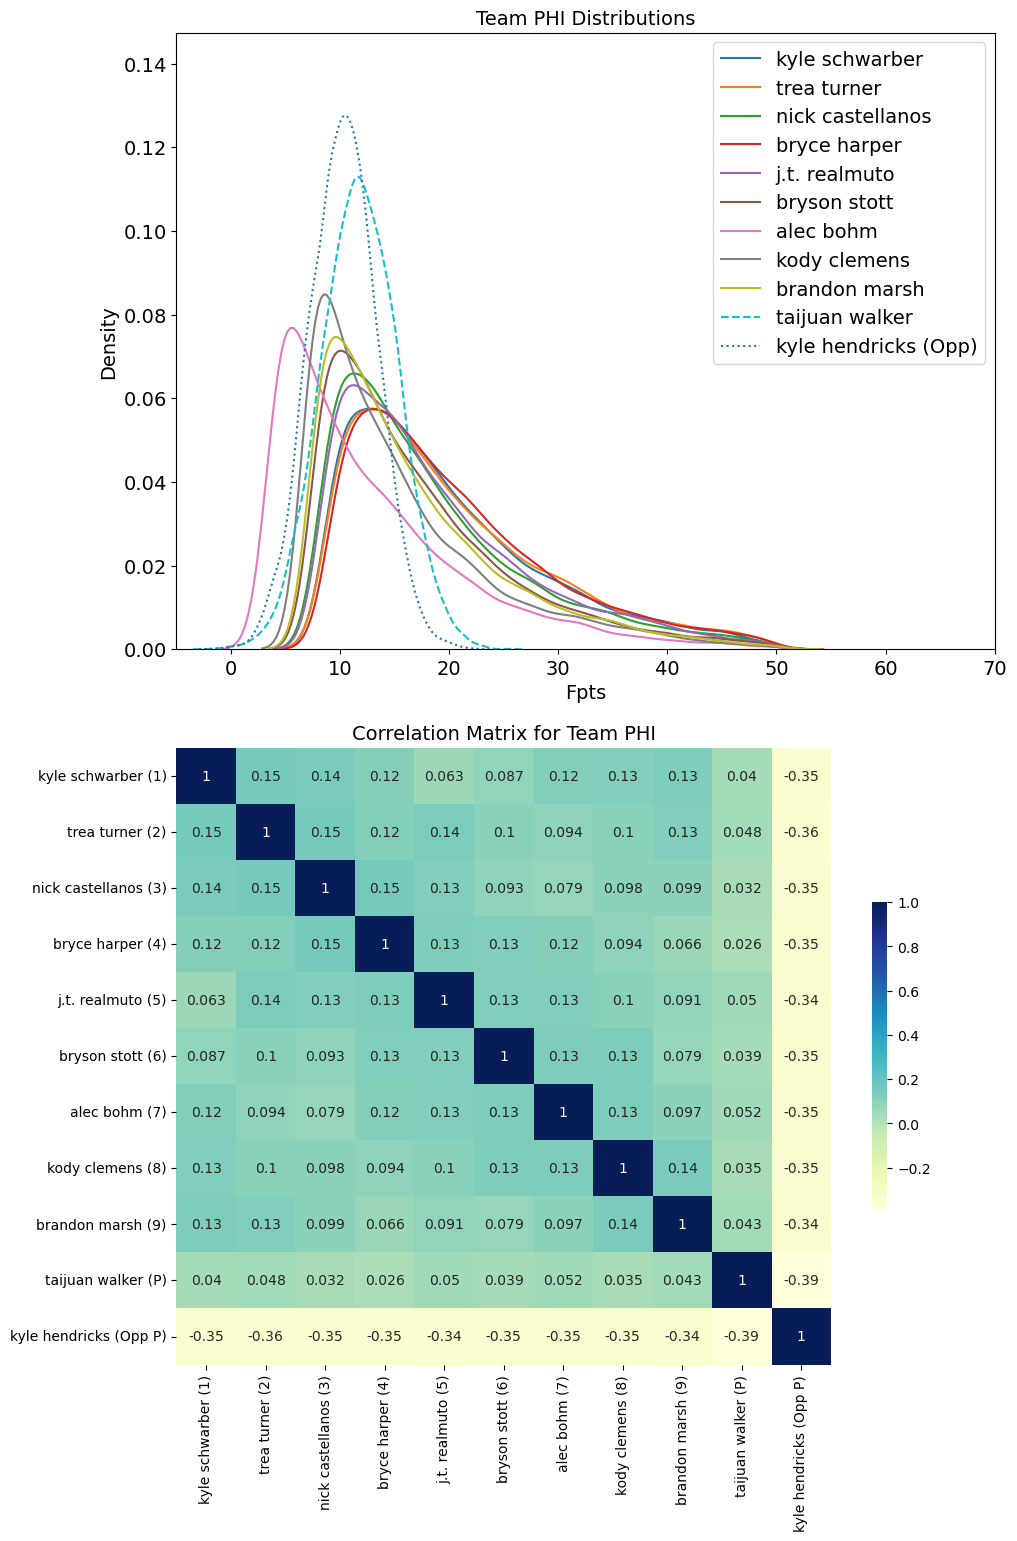 Team PHI Distributions
0.14
0.12
0.10
0.08
0.06
0.04
0.02
0.00
Density
kyle schwarber
trea turner
nick castellanos
bryce harper
j.t. realmuto
bryson stott
alec bohm
kody clemens
brandon marsh
taijuan walker
kyle hendricks (Opp)
0 10 20 30 40 50 60 70
Fpts
Correlation Matrix for Team PHI
kyle schwarber (1) 1 0.15 0.14 0.12 0.063 0.087 0.12 0.13 0.13 0.04 -0.35
trea turner (2) 0.15 1 0.15 0.12 0.14 0.1 0.094 0.1 0.13 0.048 -0.36
nick castellanos (3) 0.14 0.15 1 0.15 0.13 0.093 0.079 0.098 0.099 0.032 -0.35
bryce harper (4) 0.12 0.12 0.15 1 0.13 0.13 0.12 0.094 0.066 0.026 -0.35
j.t. realmuto (5) 0.063 0.14 0.13 0.13 1 0.13 0.13 0.1 0.091 0.05 -0.34
bryson stott (6) 0.087 0.1 0.093 0.13 0.13 1 0.13 0.13 0.079 0.039 -0.35
alec bohm (7) 0.12 0.094 0.079 0.12 0.13 0.13 1 0.13 0.097 0.052 -0.35
kody clemens (8) 0.13 0.1 0.098 0.094 0.1 0.13 0.13 1 0.14 0.035 -0.35
brandon marsh (9) 0.13 0.13 0.099 0.066 0.091 0.079 0.097 0.14 1 0.043 -0.34
taijuan walker (P) 0.04 0.048 0.032 0.026 0.05 0.039 0.052 0.035 0.043 1 -0.39
kyle hendricks (Opp P) -0.35 -0.36 -0.35 -0.35 -0.34 -0.35 -0.35 -0.35 -0.34 -0.39 1
kyle schwarber (1)
trea turner (2)
nick castellanos (3)
bryce harper (4)
j.t. realmuto (5)
bryson stott (6)
alec bohm (7)
kody clemens (8)
brandon marsh (9)
taijuan walker (P)
kyle hendricks (Opp P)
1.0
0.8
0.6
0.4
0.2
0.0
−0.2